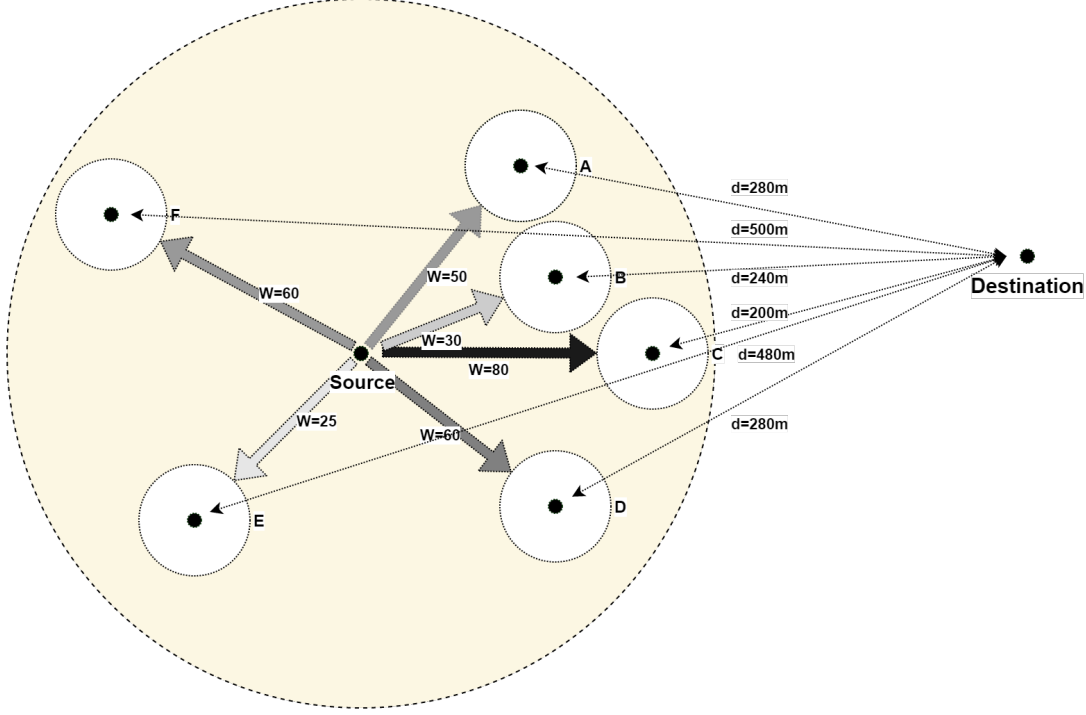 A
d=280m
F
d=500m
W=50
B
d=240m
Destination
W=60
d=200m
W=30
C
d=480m
W=80
Source
W=25
d=280m
W=60
D
E